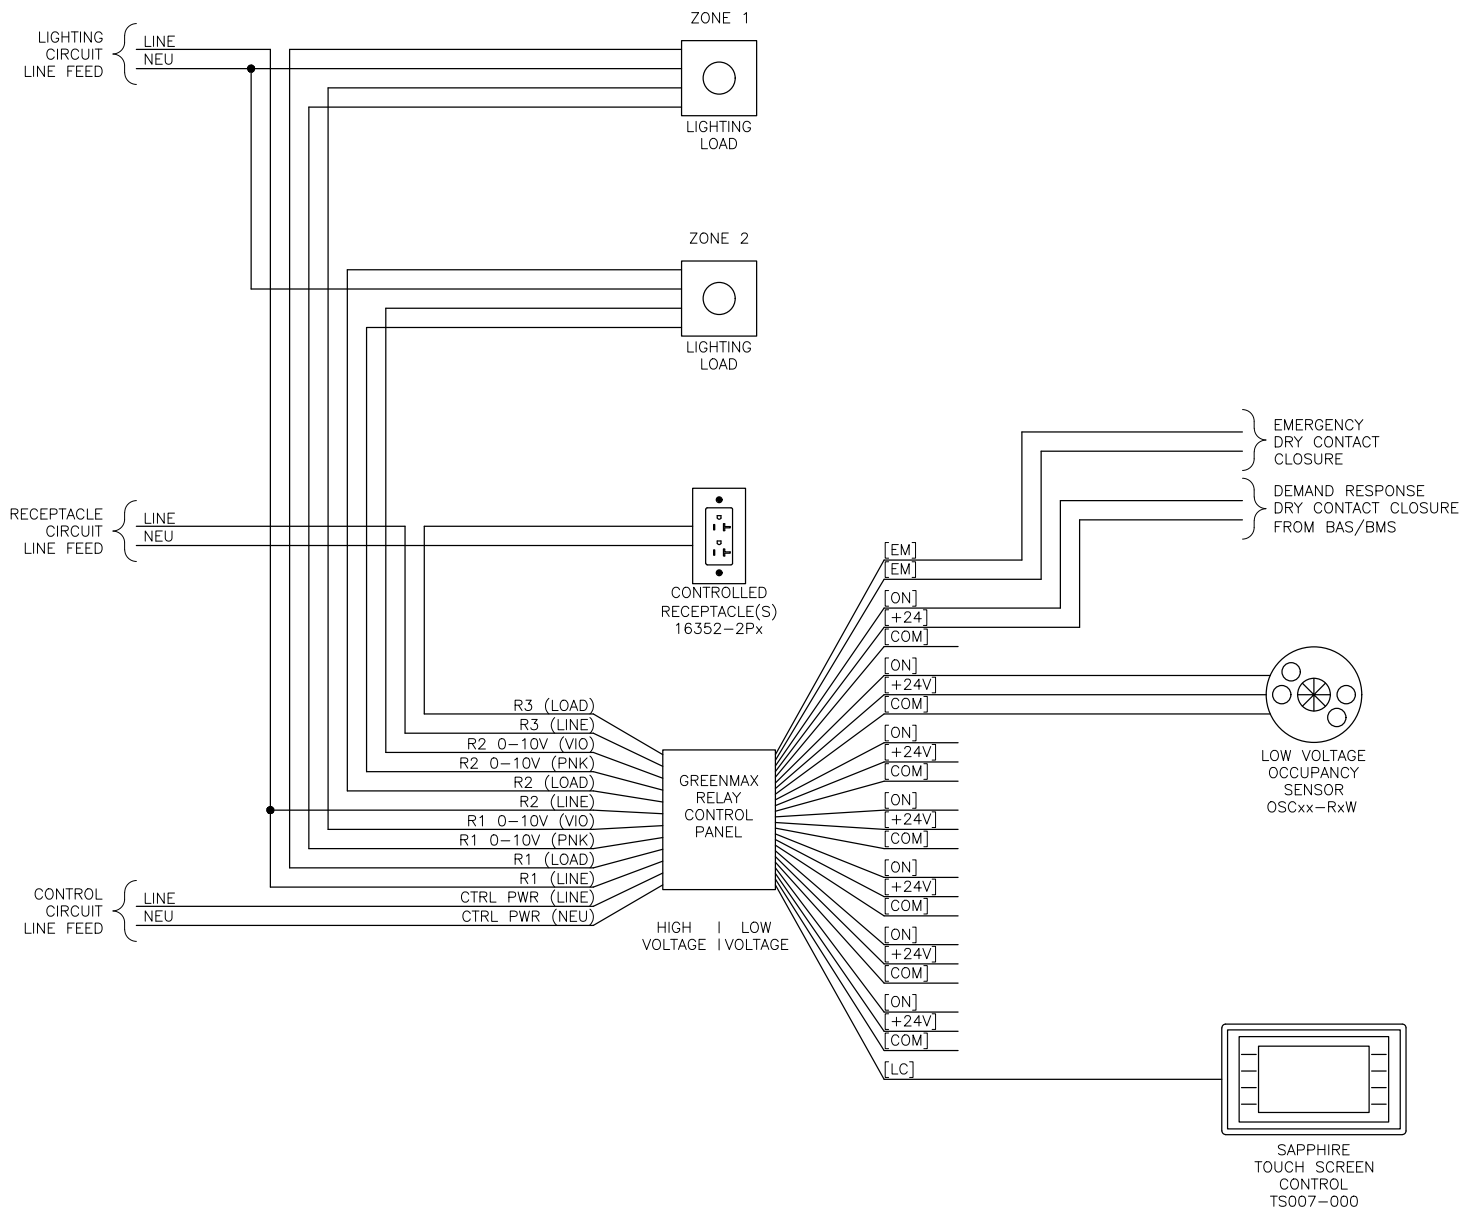 ZONE 1
LIGHTING
CIRCUIT
LINE FEED
LINE
NEU
LIGHTING
LOAD
ZONE 2
LIGHTING
LOAD
EMERGENCY
DRY CONTACT
CLOSURE
DEMAND RESPONSE
DRY CONTACT CLOSURE
FROM BAS/BMS
RECEPTACLE
CIRCUIT
LINE FEED
LINE
NEU
CONTROLLED
RECEPTACLE(S)
16352-2Px
[EM]
[EM]
[ON]
[+24]
[COM]
[ON]
[+24V]
[COM]
[ON]
[+24V]
[COM]
[ON]
[+24V]
[COM]
[ON]
[+24V]
[COM]
[ON]
[+24V]
[COM]
[ON]
[+24V]
[COM]
[LC]
LOW VOLTAGE
OCCUPANCY
SENSOR
OSCxx-RxW
R3 (LOAD)
R3 (LINE)
R2 0-10V (VIO)
R2 0-10V (PNK)
R2 (LOAD)
R2 (LINE)
R1 0-10V (VIO)
R1 0-10V (PNK)
R1 (LOAD)
R1 (LINE)
CTRL PWR (LINE)
CTRL PWR (NEU)
GREENMAX
RELAY
CONTROL
PANEL
CONTROL
CIRCUIT
LINE FEED
LINE
NEU
HIGH | LOW
VOLTAGE | VOLTAGE
SAPPHIRE
TOUCH SCREEN
CONTROL
TS007-000